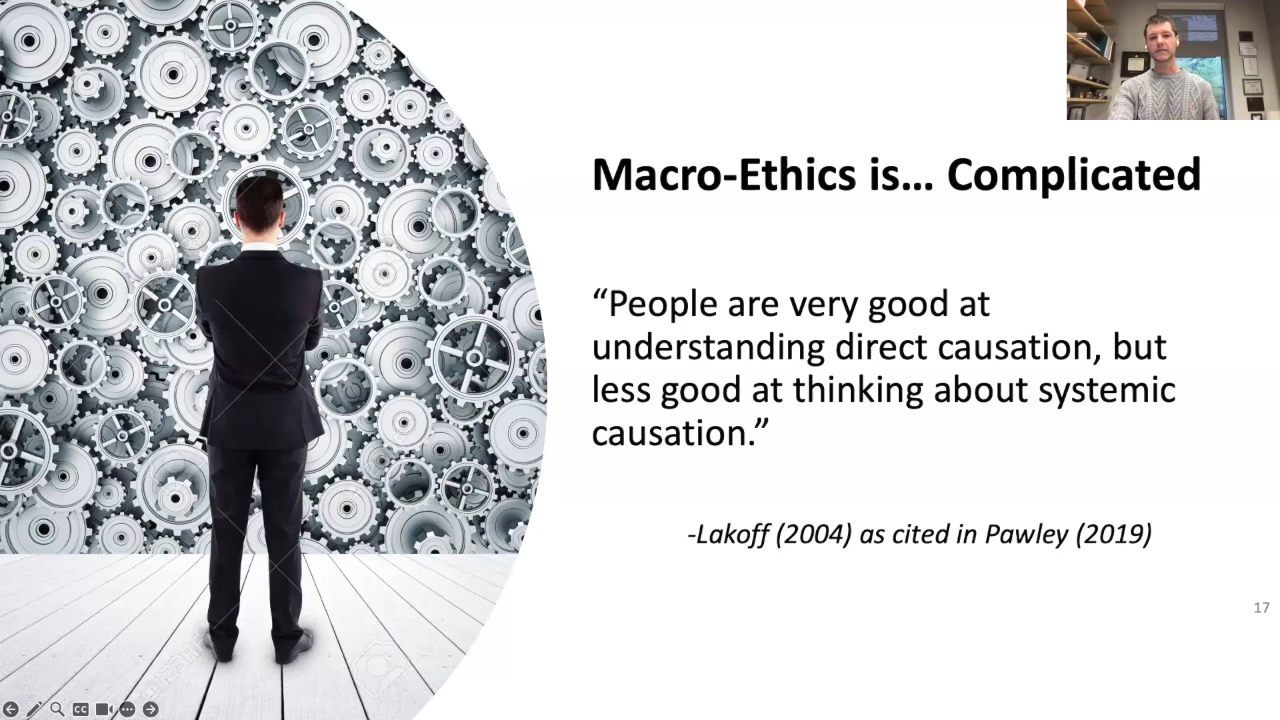 Macro-Ethics is… Complicated
“People are very good at
understanding direct causation, but
less good at thinking about systemic
causation.”
-Lakoff (2004) as cited in Pawley (2019)
17
CC